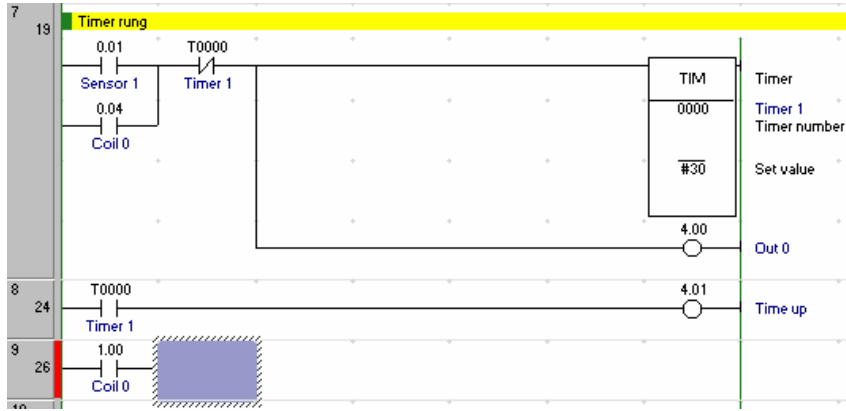 7
19
Timer rung
0.01 T0000
Sensor 1 Timer 1
TIM Timer
0.04
Coil 0
0000 Timer 1
Timer number
#30 Set value
4.00
Out 0
8
24
T0000 4.01
Timer 1 Time up
9
26
1.00
Coil 0
10